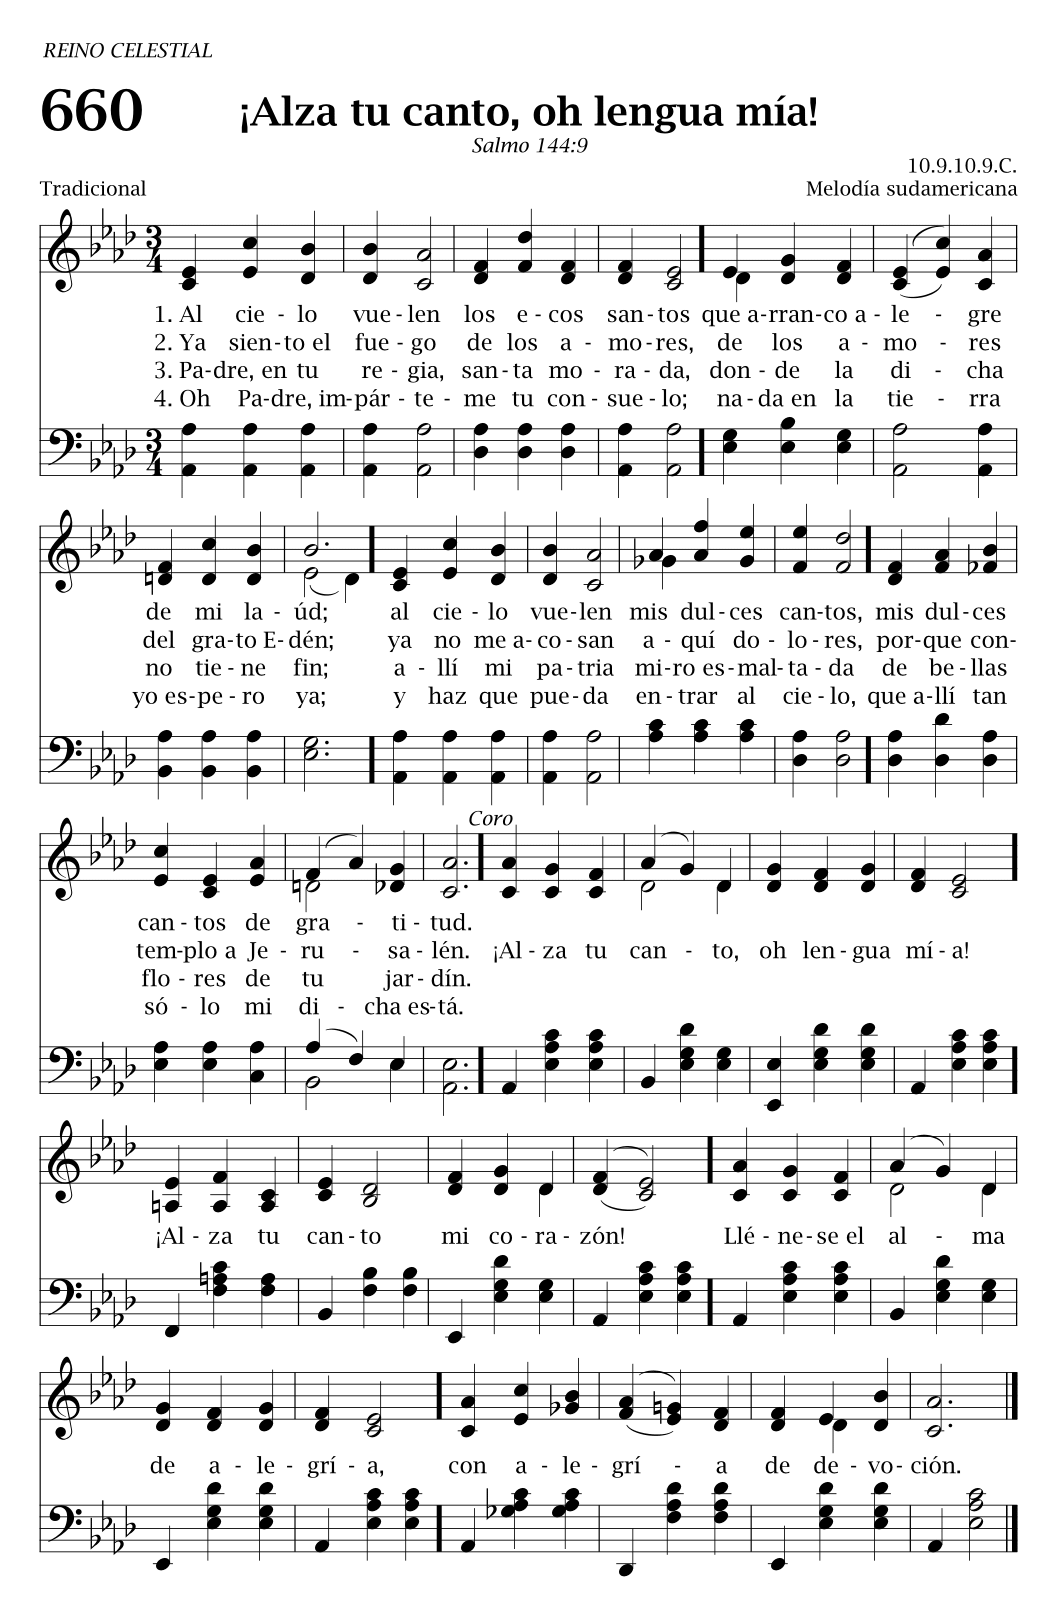 REINO CELESTIAL
660 ¡Alza tu canto, oh lengua mía!
Salmo 144:9
10.9.10.9.C.
Tradicional Melodía sudamericana
1. Al cie - lo vue - len los e - cos san - tos que a - rran - co a - le - gre
2. Ya sien - to el fue - go de los a - mo - res, de los a - mo - res
3. Pa - dre, en tu re - gia, san - ta mo - ra - da, don - de la di - cha
4. Oh Pa - dre, im - pár - te - me tu con - sue - lo; na - da en la tie - rra
de mi la - úd; al cie - lo vue - len mis dul - ces can - tos, mis dul - ces
del gra - to E - dén; ya no me a - co - san a - quí do - lo - res, por - que con -
no tie - ne fin; a - llí mi pa - tria mi - ro es - mal - ta - da de be - llas
yo es - pe - ro ya; y haz que pue - da en - trar al cie - lo, que a - llí tan
Coro
can - tos de gra - ti - tud.
tem - plo a Je - ru - sa - lén. ¡Al - za tu can - to, oh len - gua mí - a!
flo - res de tu jar - dín.
só - lo mi di - cha es - tá.
¡Al - za tu can - to mi co - ra - zón! Llé - ne - se el al - ma
de a - le - grí - a, con a - le - grí - a de de - vo - ción.